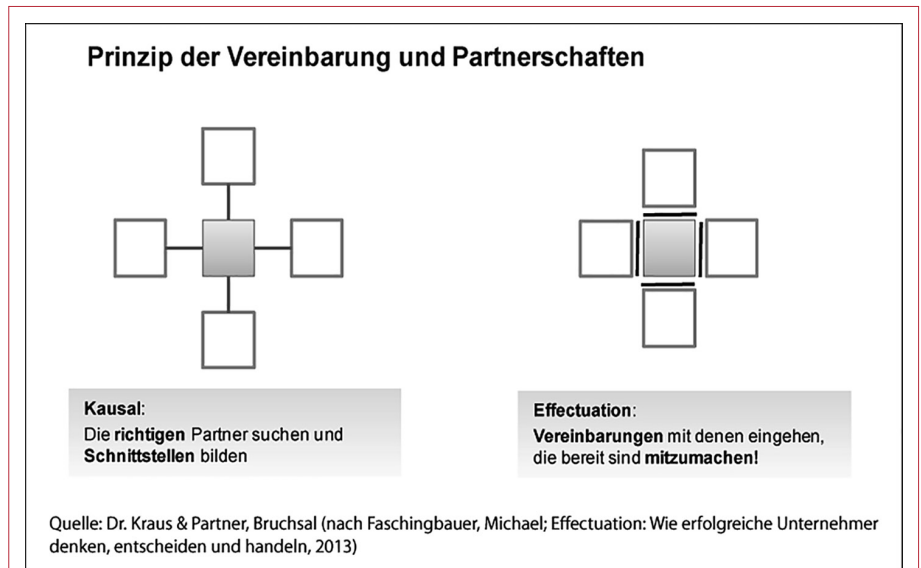 Prinzip der Vereinbarung und Partnerschaften
Kausal:
Die richtigen Partner suchen und
Schnittstellen bilden
Effectuation:
Vereinbarungen mit denen eingehen,
die bereit sind mitzumachen!
Quelle: Dr. Kraus & Partner, Bruchsal (nach Faschingbauer, Michael; Effectuation: Wie erfolgreiche Unternehmer
denken, entscheiden und handeln, 2013)